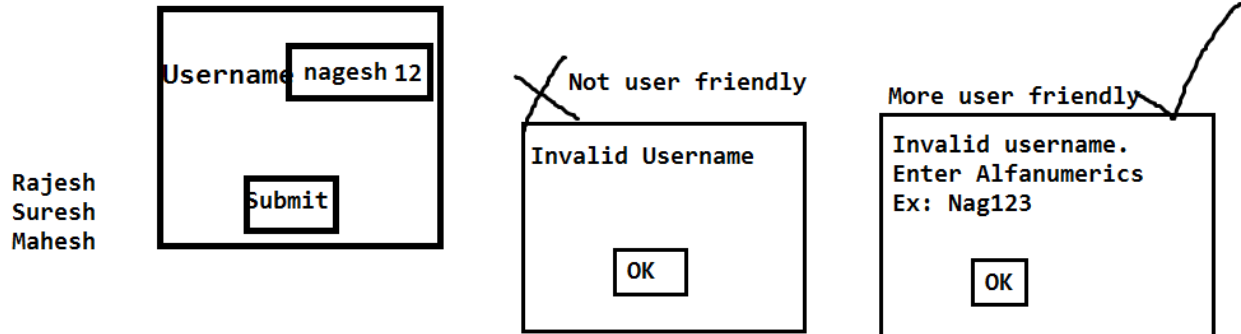 Username nagesh 12
Submit
Rajesh
Suresh
Mahesh
Not user friendly
Invalid Username
OK
More user friendly
Invalid username.
Enter Alfanumerics
Ex: Nag123
OK